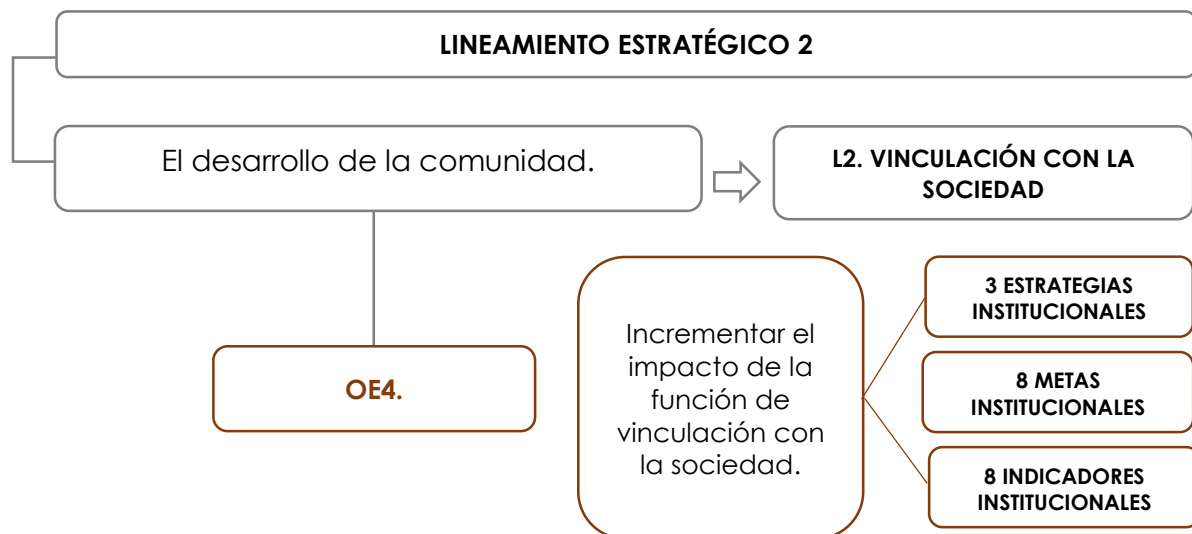 LINEAMIENTO ESTRATÉGICO 2
El desarrollo de la comunidad.
L2. VINCULACIÓN CON LA
SOCIEDAD
OE4.
Incrementar el
impacto de la
función de
vinculación con
la sociedad.
3 ESTRATEGIAS
INSTITUCIONALES
8 METAS
INSTITUCIONALES
8 INDICADORES
INSTITUCIONALES